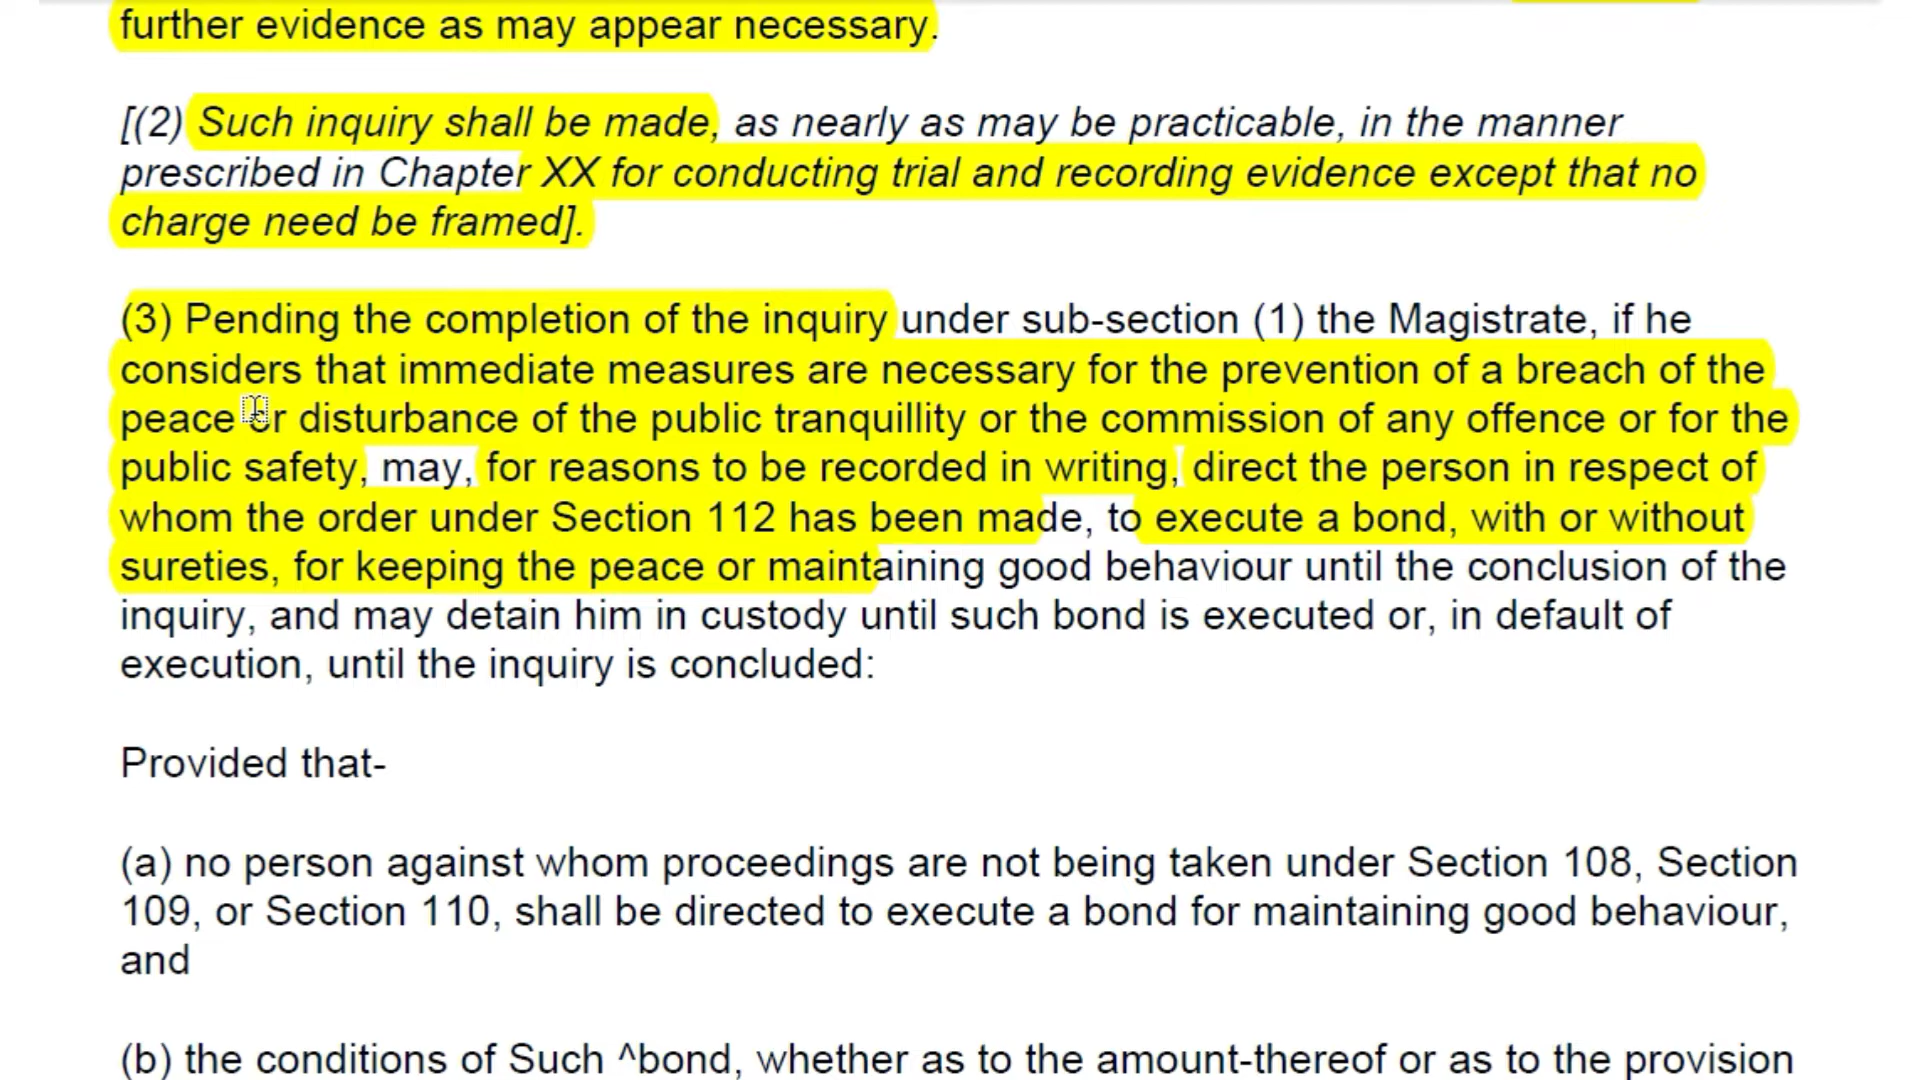 further evidence as may appear necessary.
[(2) Such inquiry shall be made, as nearly as may be practicable, in the manner
prescribed in Chapter XX for conducting trial and recording evidence except that no
charge need be framed].
(3) Pending the completion of the inquiry under sub-section (1) the Magistrate, if he
considers that immediate measures are necessary for the prevention of a breach of the
peace or disturbance of the public tranquillity or the commission of any offence or for the
public safety, may, for reasons to be recorded in writing, direct the person in respect of
whom the order under Section 112 has been made, to execute a bond, with or without
sureties, for keeping the peace or maintaining good behaviour until the conclusion of the
inquiry, and may detain him in custody until such bond is executed or, in default of
execution, until the inquiry is concluded:
Provided that-
(a) no person against whom proceedings are not being taken under Section 108, Section
109, or Section 110, shall be directed to execute a bond for maintaining good behaviour,
and
(b) the conditions of Such ^bond, whether as to the amount-thereof or as to the provision